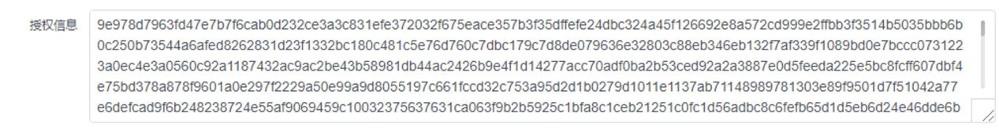 授权信息
9e978d7963fd47e7b7f6cab0d232ce3a3c831efe372032f675eace357b3f35dffefe24dbc324a45f126692e8a572cd999e2ffbb3f3514b5035bbb6b
0c250b73544a6afed8262831d23f1332bc180c481c5e76d760c7dbc179c7d8de079636e32803c88eb346eb132f7af339f1089bd0e7bccc073122
3a0ec4e3a0560c92a1187432ac9ac2be43b58981db44ac2426b9e4f1d14277acc70adf0ba2b53ced92a2a3887e0d5feeda225e5bc8fcff607dbf4
e75bd378a878f9601a0e297f2229a50e99a9d8055197c661fccd32c753a95d2d1b0279d1011e1137ab71148989781303e89f9501d7f51042a77
e6defcad9f6b248238724e55af9069459c10032375637631ca063f9b2b5925c1bfa8c1ceb21251c0fc1d56adbc8c6fefb65d1d5eb6d24e46dde6b